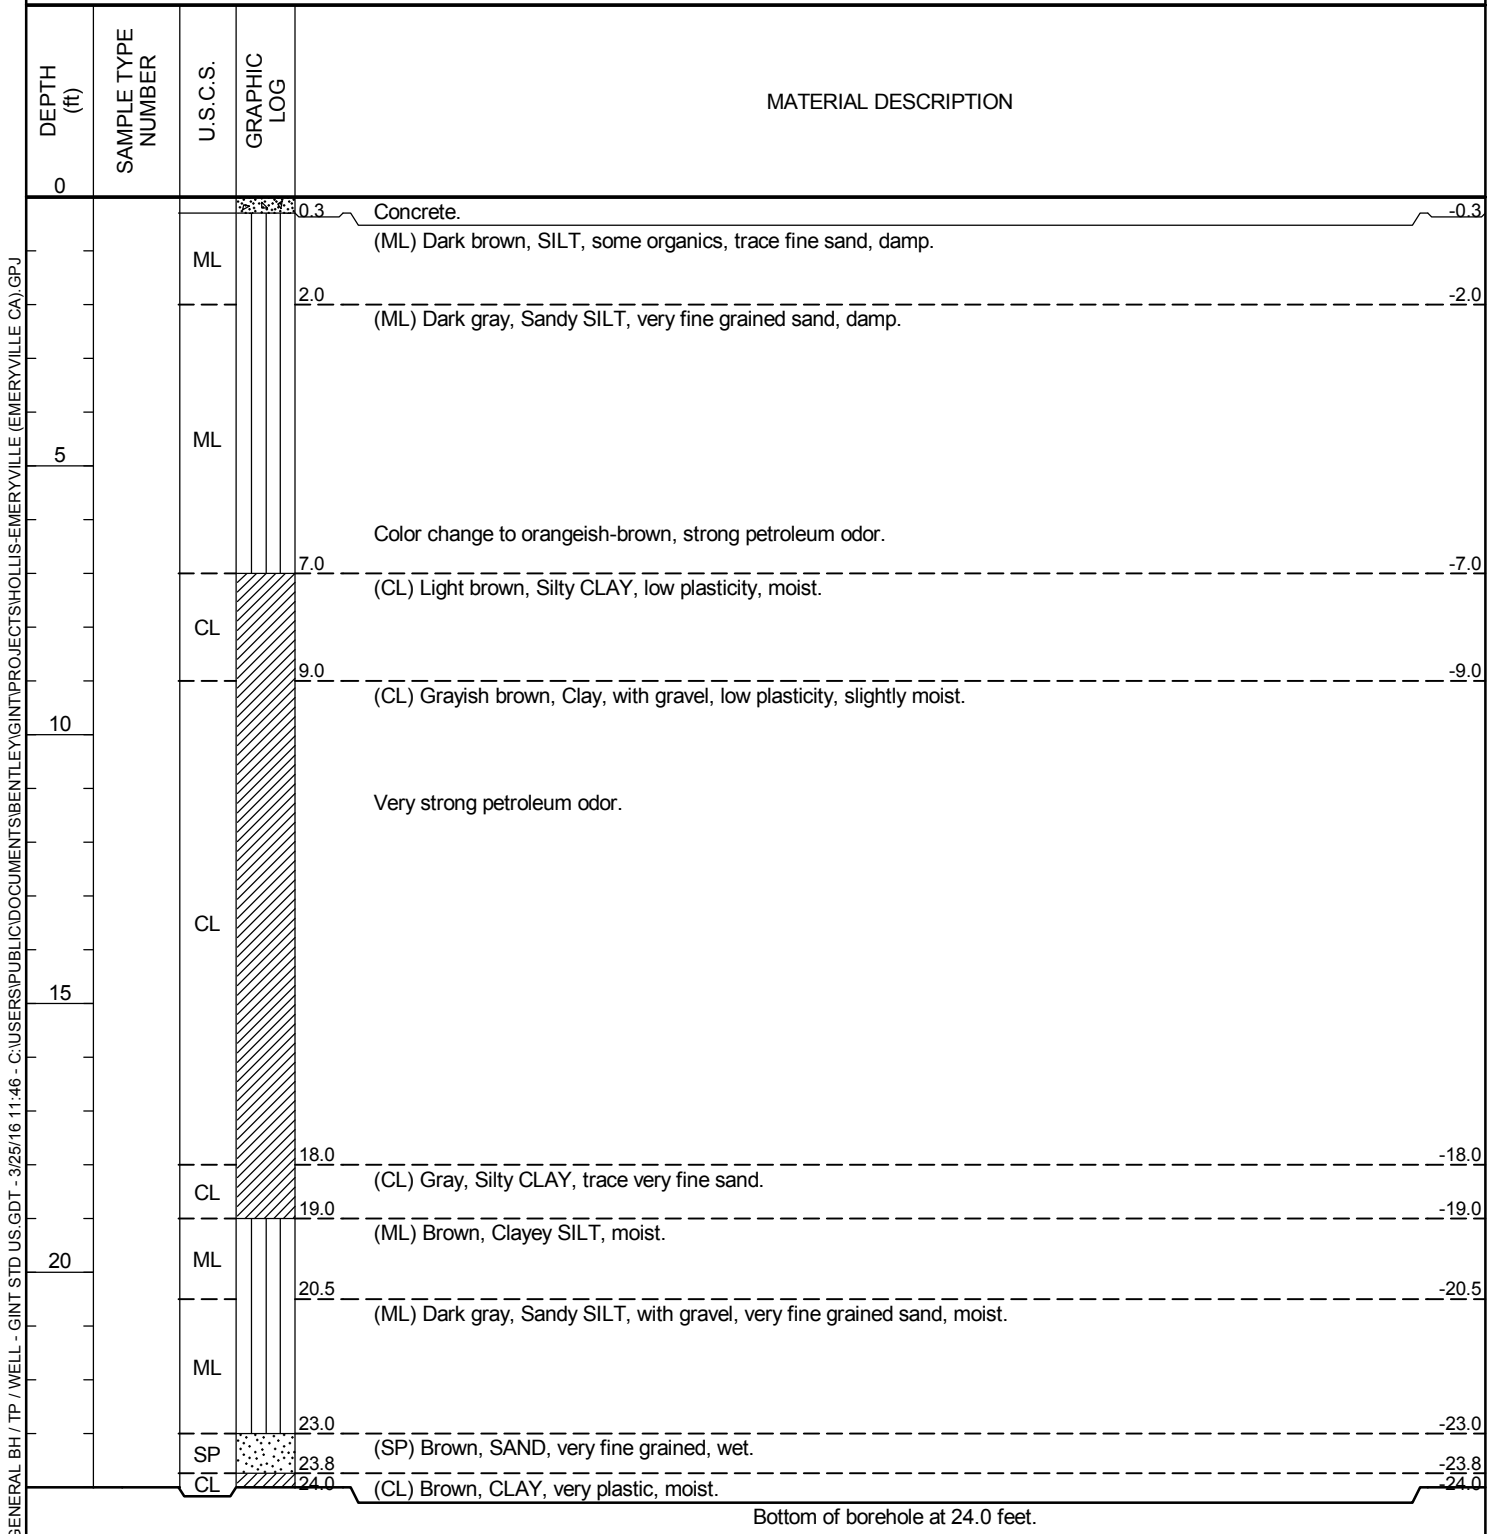 DEPTH
(ft)
SAMPLE TYPE
NUMBER
U.S.C.S.
GRAPHIC
LOG
MATERIAL DESCRIPTION
0
0.3 Concrete. -0.3
(ML) Dark brown, SILT, some organics, trace fine sand, damp.
ML
2.0 -2.0
(ML) Dark gray, Sandy SILT, very fine grained sand, damp.
ML
5
Color change to orangeish-brown, strong petroleum odor.
7.0 -7.0
(CL) Light brown, Silty CLAY, low plasticity, moist.
CL
9.0 -9.0
(CL) Grayish brown, Clay, with gravel, low plasticity, slightly moist.
10
Very strong petroleum odor.
CL
15
18.0 -18.0
(CL) Gray, Silty CLAY, trace very fine sand.
CL
19.0 -19.0
(ML) Brown, Clayey SILT, moist.
ML
20
20.5 -20.5
(ML) Dark gray, Sandy SILT, with gravel, very fine grained sand, moist.
ML
23.0 -23.0
(SP) Brown, SAND, very fine grained, wet.
SP
23.8 -23.8
CL 24.0 (CL) Brown, CLAY, very plastic, moist. -24.0
Bottom of borehole at 24.0 feet.
GENERAL BH / TP / WELL - GINT STD US.GDT - 3/25/16 11:46 - C:\USERS\PUBLIC\DOCUMENTS\BENTLEY\GINT\PROJECTS\HOLLIS-EMERYVILLE (EMERYVILLE CA).GPJ